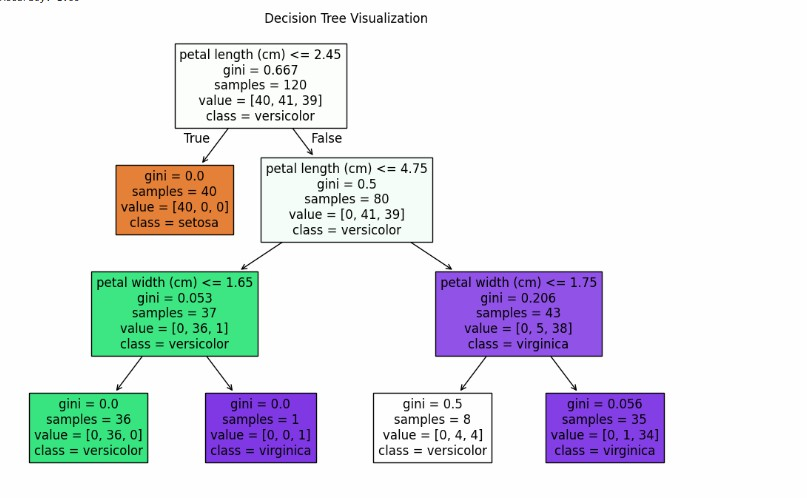 Decision Tree Visualization
petal length (cm) <= 2.45
gini = 0.667
samples = 120
value = [40, 41, 39]
class = versicolor
True
False
gini = 0.0
samples = 40
value = [40, 0, 0]
class = setosa
petal length (cm) <= 4.75
gini = 0.5
samples = 80
value = [0, 41, 39]
class = versicolor
petal width (cm) <= 1.65
gini = 0.053
samples = 37
value = [0, 36, 1]
class = versicolor
petal width (cm) <= 1.75
gini = 0.206
samples = 43
value = [0, 5, 38]
class = virginica
gini = 0.0
samples = 36
value = [0, 36, 0]
class = versicolor
gini = 0.0
samples = 1
value = [0, 0, 1]
class = virginica
gini = 0.5
samples = 8
value = [0, 4, 4]
class = versicolor
gini = 0.056
samples = 35
value = [0, 1, 34]
class = virginica